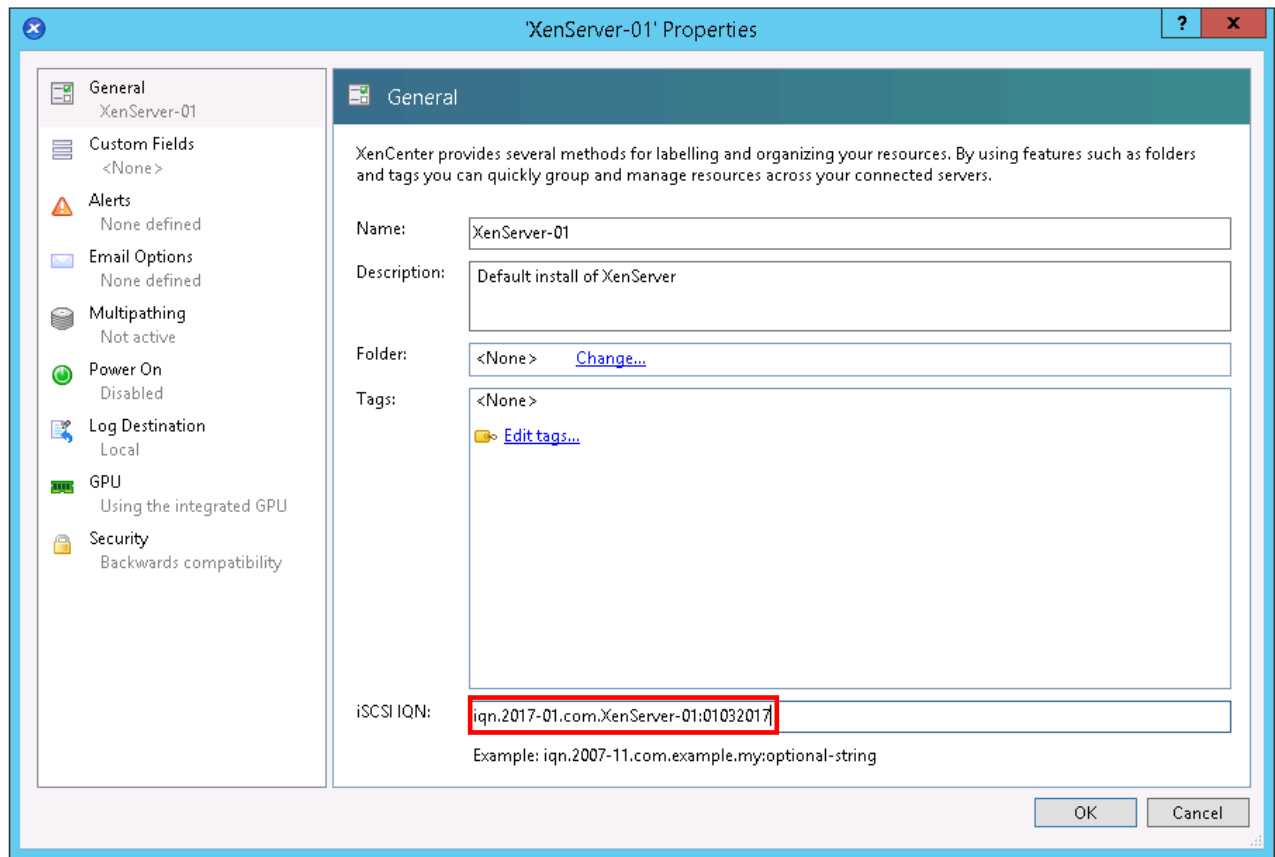 'XenServer-01' Properties
?
x
General
XenServer-01
Custom Fields
<None>
Alerts
None defined
Email Options
None defined
Multipathing
Not active
Power On
Disabled
Log Destination
Local
GPU
Using the integrated GPU
Security
Backwards compatibility
General
XenCenter provides several methods for labelling and organizing your resources. By using features such as folders
and tags you can quickly group and manage resources across your connected servers.
Name:
XenServer-01
Description:
Default install of XenServer
Folder:
<None> Change...
Tags:
<None>
Edit tags...
iSCSI IQN:
iqn.2017-01.com.XenServer-01:01032017
Example: iqn.2007-11.com.example.my:optional-string
OK
Cancel